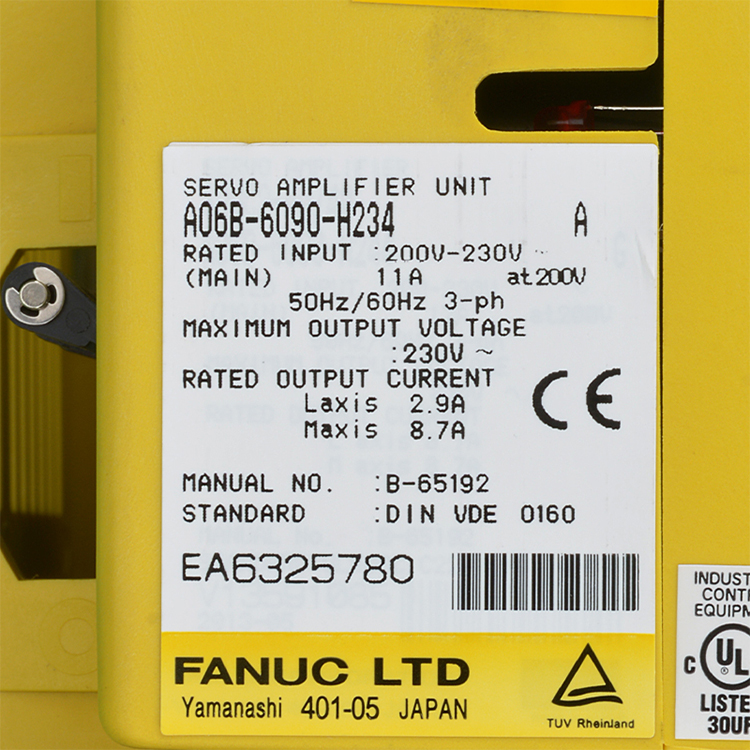 SERVO AMPLIFIER UNIT
A06B-6090-H234 A
RATED INPUT :200V-230V ~
(MAIN) 11A at200V
50Hz/60Hz 3-ph
MAXIMUM OUTPUT VOLTAGE
:230V ~
RATED OUTPUT CURRENT
Laxis 2.9A
Maxis 8.7A
CE
MANUAL NO. :B-65192
STANDARD :DIN VDE 0160
EA6325780
FANUC LTD
Yamanashi 401-05 JAPAN
TUV Rheinland
INDUST
CONT
EQUIPM
C UL
LISTE
30UF